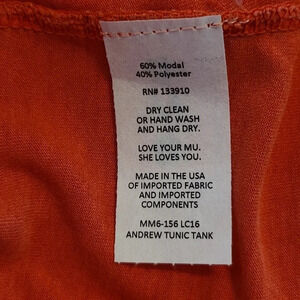 60% Modal
40% Polyester
RN# 133910
DRY CLEAN
OR HAND WASH
AND HANG DRY.
LOVE YOUR MU.
SHE LOVES YOU.
MADE IN THE USA
OF IMPORTED FABRIC
AND IMPORTED
COMPONENTS
MM6-156 LC16
ANDREW TUNIC TANK